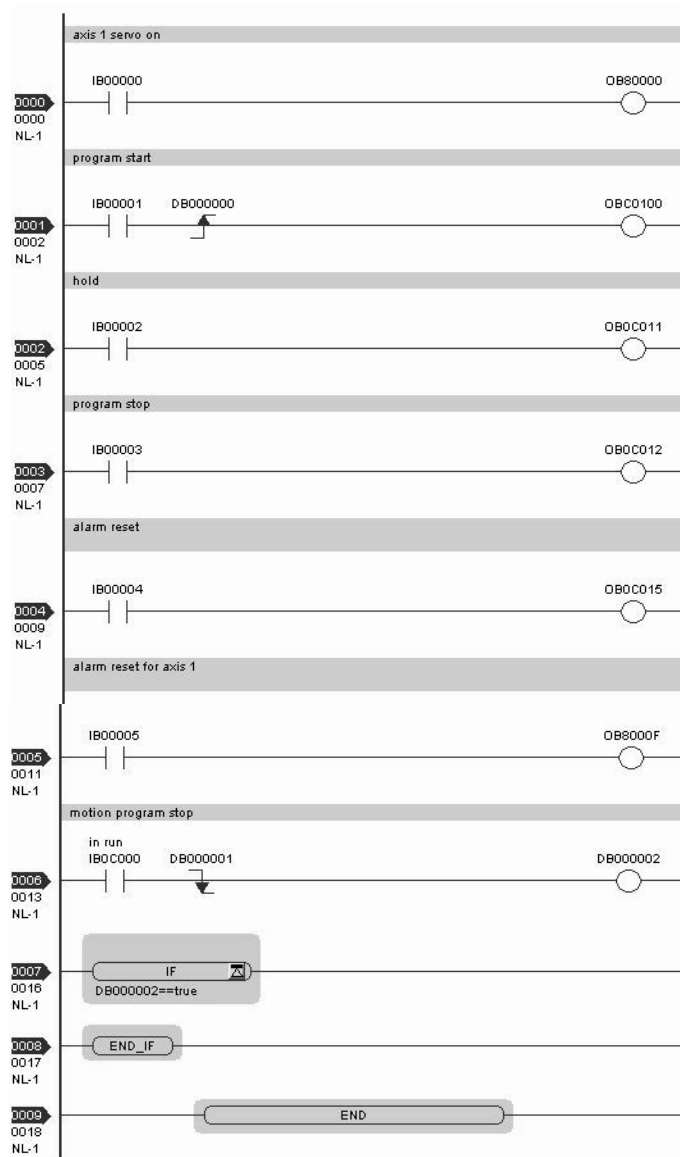 axis 1 servo on
IB00000 OB80000
0000
0000
NL-1
program start
IB00001 DB000000 OBC0100
0001
0002
NL-1
hold
IB00002 OB0C011
0002
0005
NL-1
program stop
IB00003 OB0C012
0003
0007
NL-1
alarm reset
IB00004 OB0C015
0004
0009
NL-1
alarm reset for axis 1
IB00005 OB8000F
0005
0011
NL-1
motion program stop
in run
IB0C000 DB000001 DB000002
0006
0013
NL-1
0007 IF
0016 DB000002==true
NL-1
0008 END_IF
0017
NL-1
0009 END
0018
NL-1